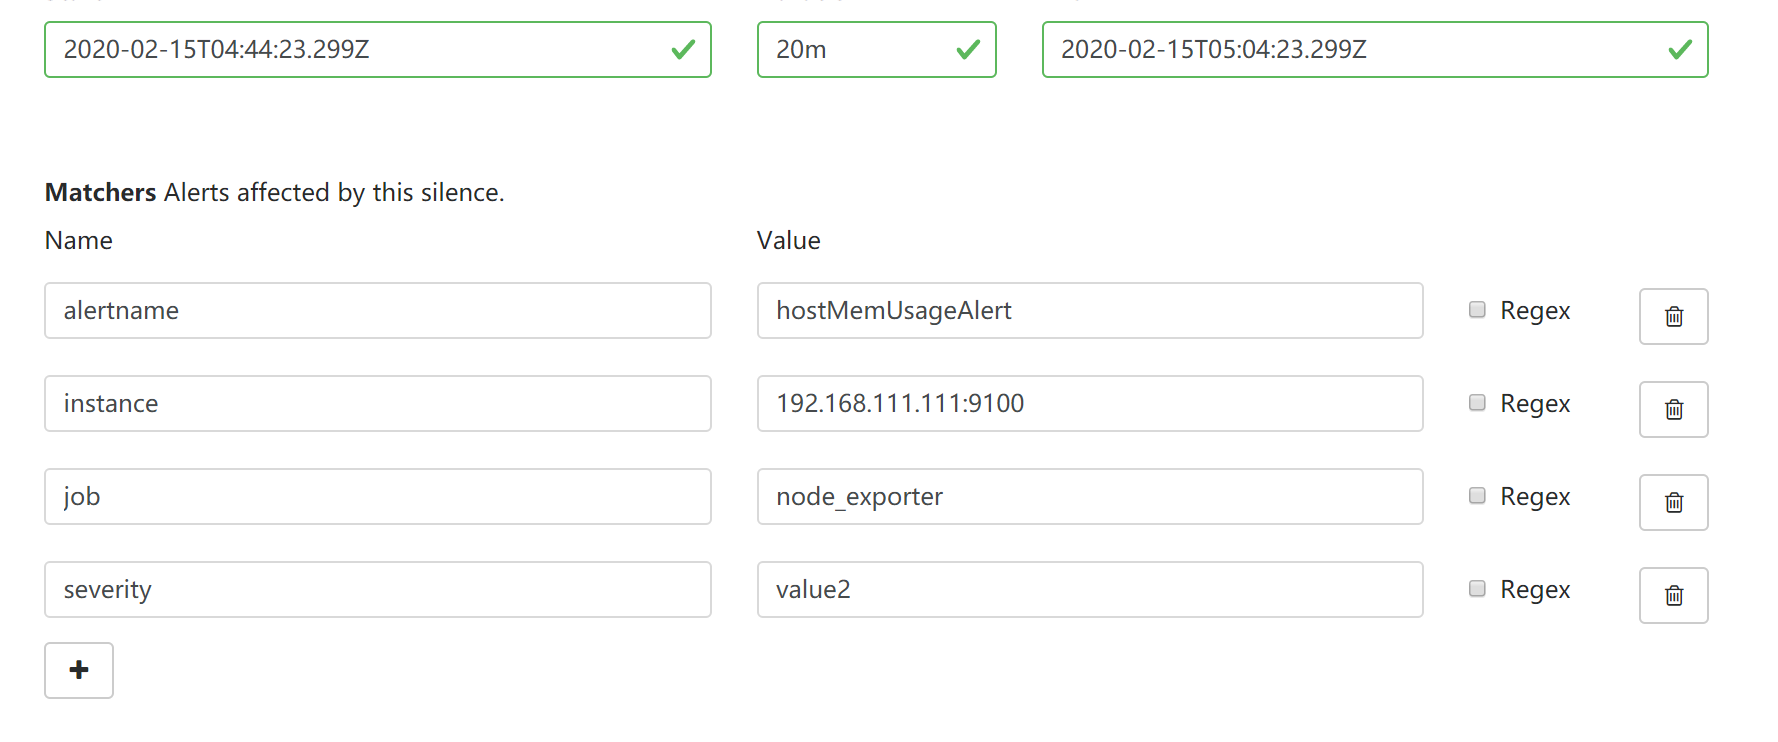 2020-02-15T04:44:23.299Z 20m 2020-02-15T05:04:23.299Z
Matchers Alerts affected by this silence.
Name Value
alertname hostMemUsageAlert Regex
instance 192.168.111.111:9100 Regex
job node_exporter Regex
severity value2 Regex